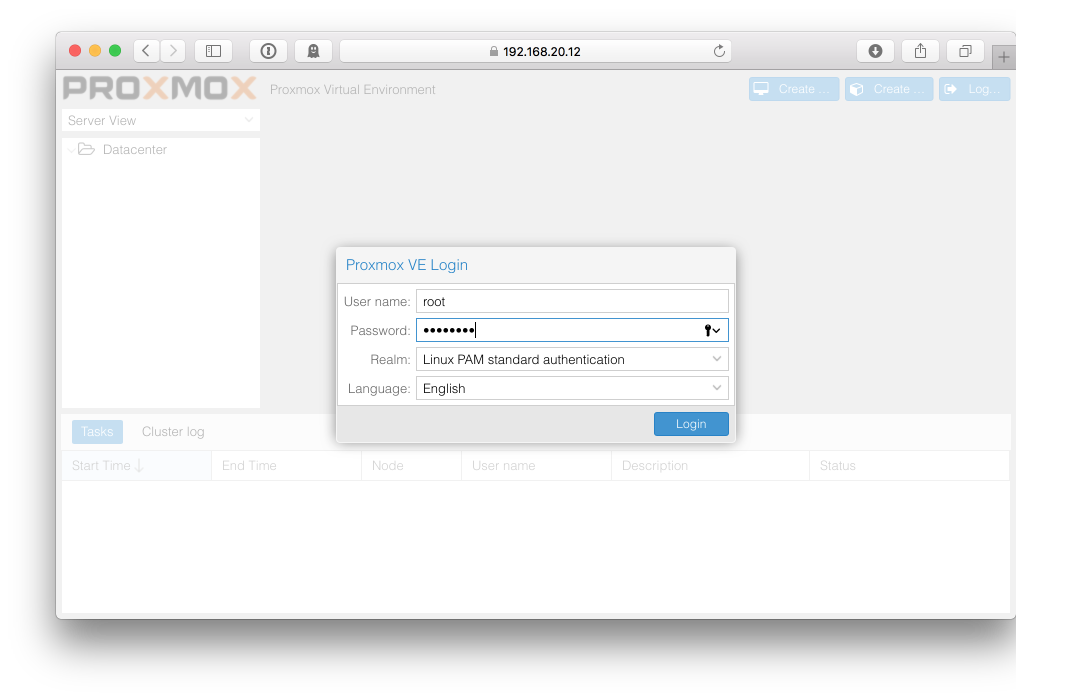 192.168.20.12
PROXMOX Proxmox Virtual Environment Create ... Create ... Log...
Server View
Datacenter
Proxmox VE Login
User name: root
Password: ••••••••
Realm: Linux PAM standard authentication
Language: English
Login
Tasks Cluster log
Start Time End Time Node User name Description Status